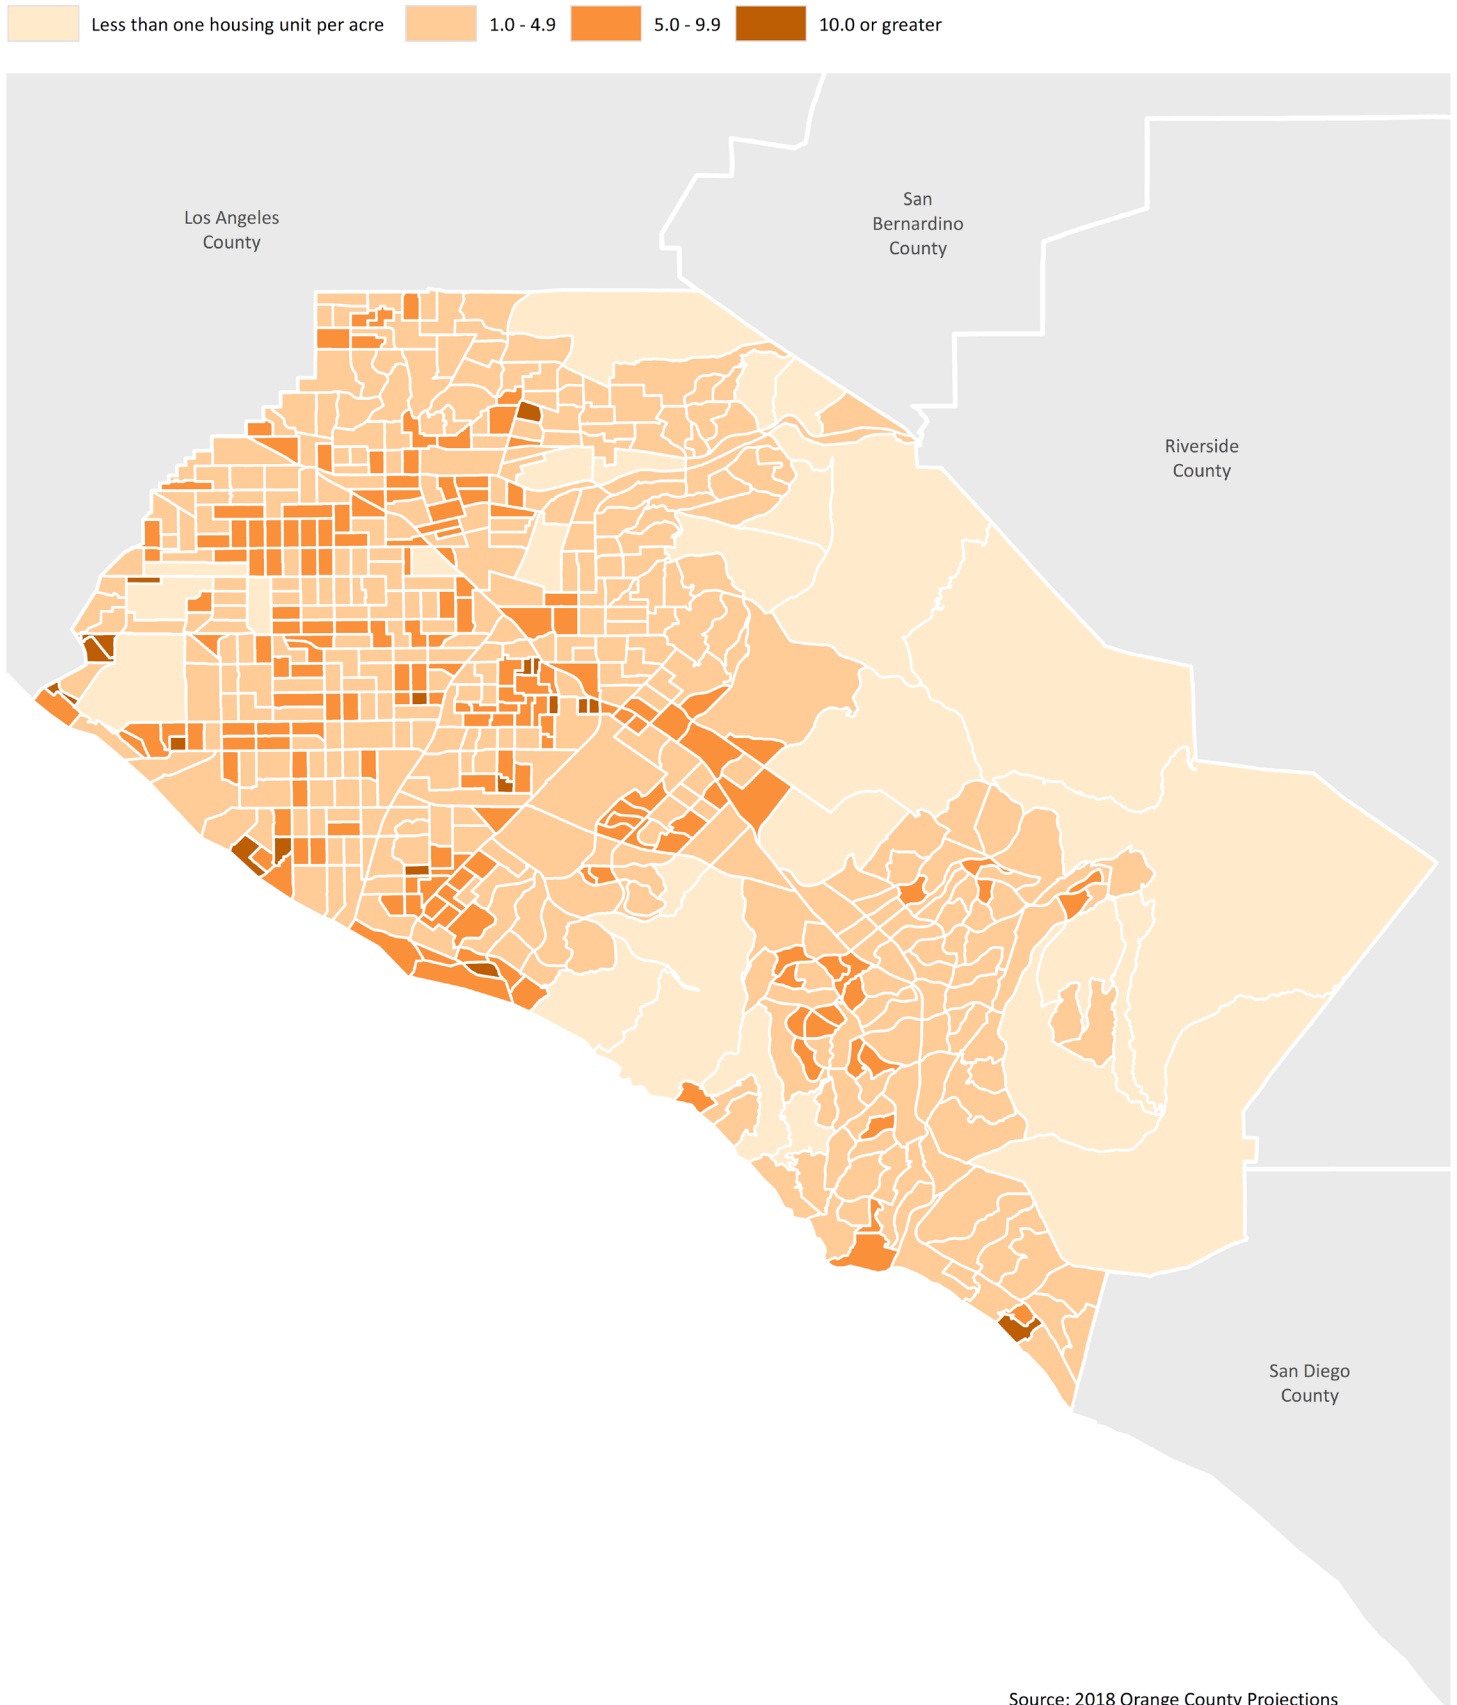 Less than one housing unit per acre 1.0 - 4.9 5.0 - 9.9 10.0 or greater
San
Bernardino
County
Los Angeles
County
Riverside
County
San Diego
County
Source: 2018 Orange County Projections